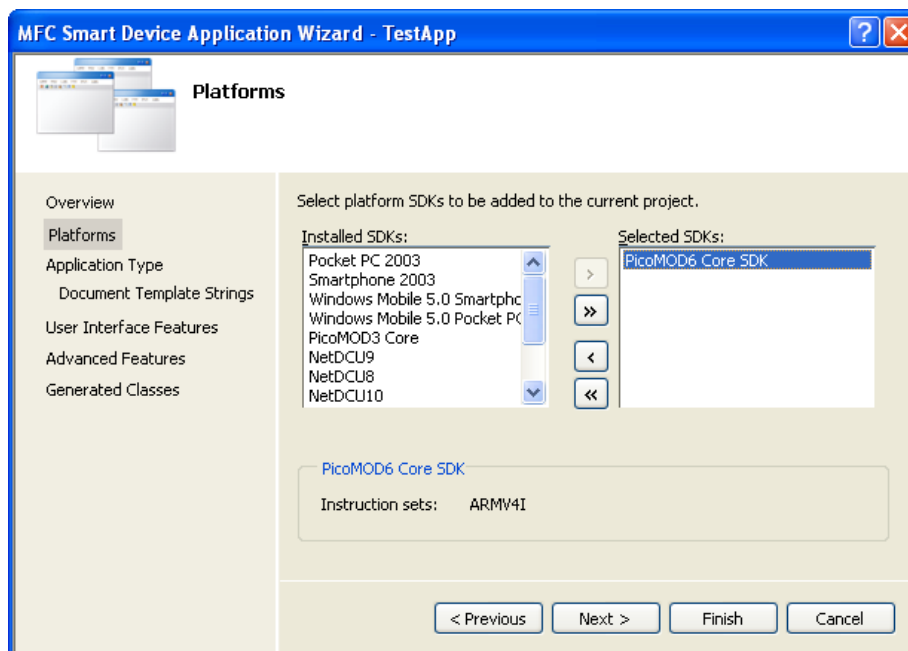 MFC Smart Device Application Wizard - TestApp
Platforms
Overview
Platforms
Application Type
Document Template Strings
User Interface Features
Advanced Features
Generated Classes
Select platform SDKs to be added to the current project.
Installed SDKs:
Pocket PC 2003
Smartphone 2003
Windows Mobile 5.0 Smartphc
Windows Mobile 5.0 Pocket PC
PicoMOD3 Core
NetDCU9
NetDCU8
NetDCU10
>
»
<
«
Selected SDKs:
PicoMOD6 Core SDK
PicoMOD6 Core SDK
Instruction sets: ARMV4I
< Previous Next > Finish Cancel